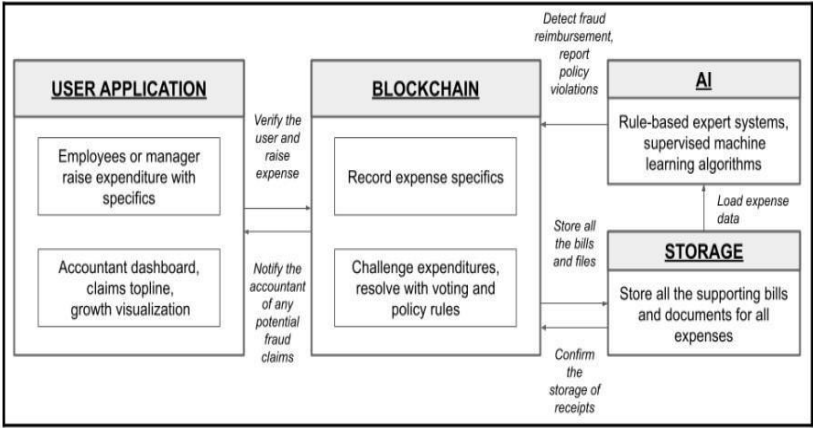 USER APPLICATION
Employees or manager
raise expenditure with
specifics
Accountant dashboard,
claims topline,
growth visualization
Verify the
user and
raise
expense
Notify the
accountant
of any
potential
fraud
claims
BLOCKCHAIN
Record expense specifics
Challenge expenditures,
resolve with voting and
policy rules
Detect fraud
reimbursement,
report
policy
violations
Store all
the bills
and files
Confirm
the
storage of
receipts
AI
Rule-based expert systems,
supervised machine
learning algorithms
Load expense
data
STORAGE
Store all the supporting bills
and documents for all
expenses